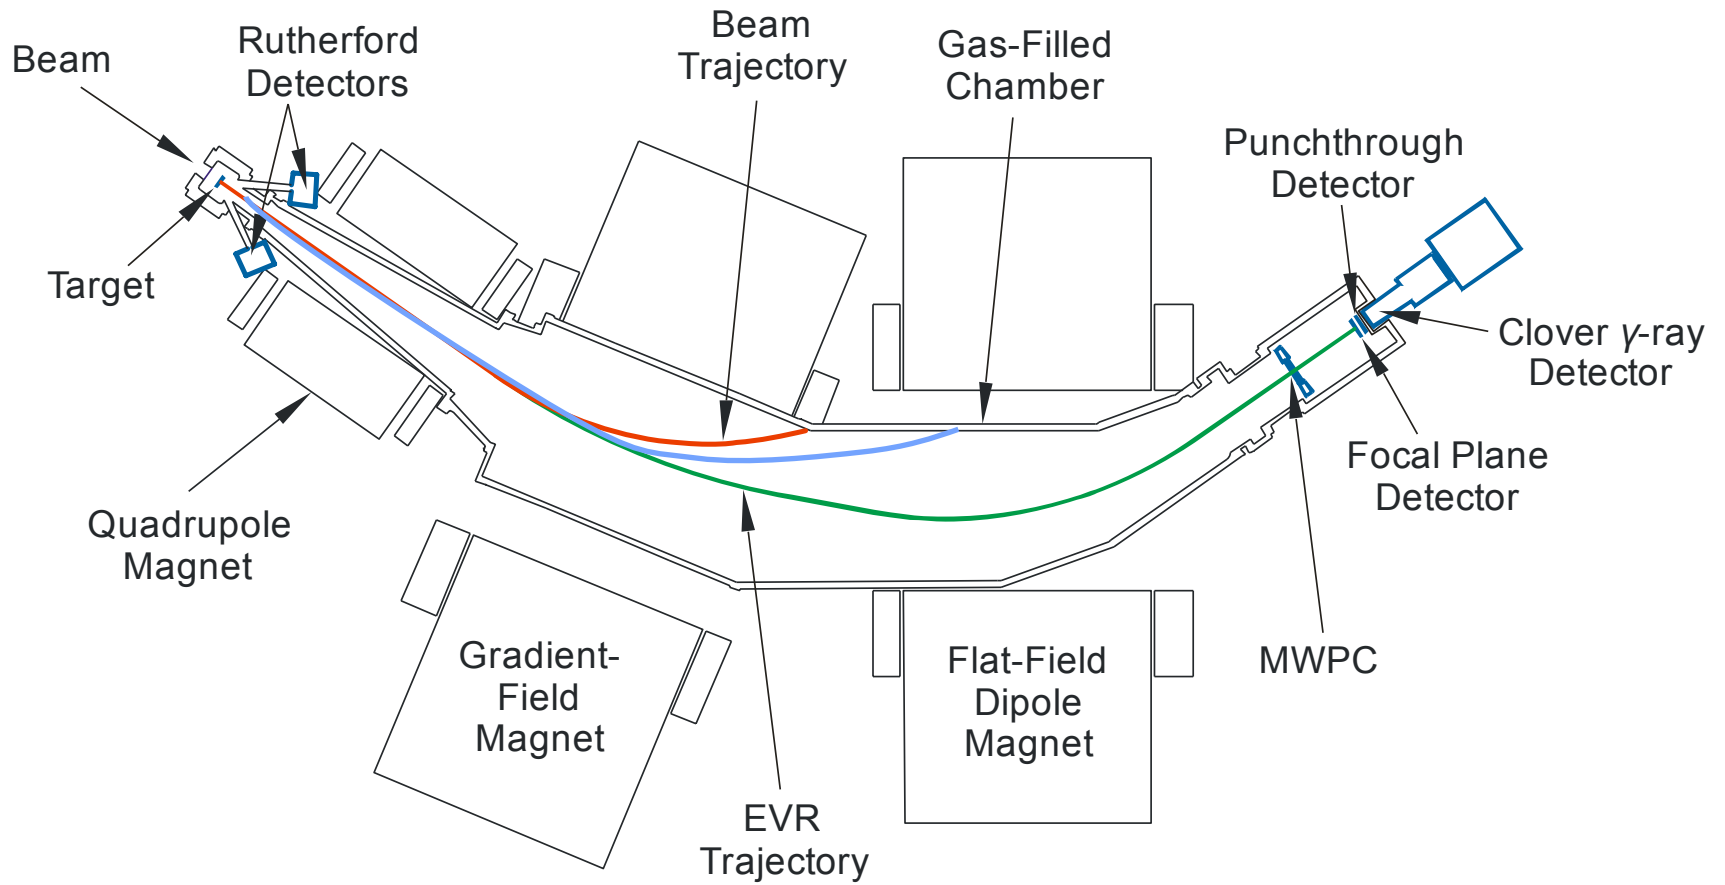 Beam
Rutherford
Detectors
Beam
Trajectory
Gas-Filled
Chamber
Punchthrough
Detector
Target
Clover γ-ray
Detector
Focal Plane
Detector
Quadrupole
Magnet
Gradient-
Field
Magnet
Flat-Field
Dipole
Magnet
MWPC
EVR
Trajectory